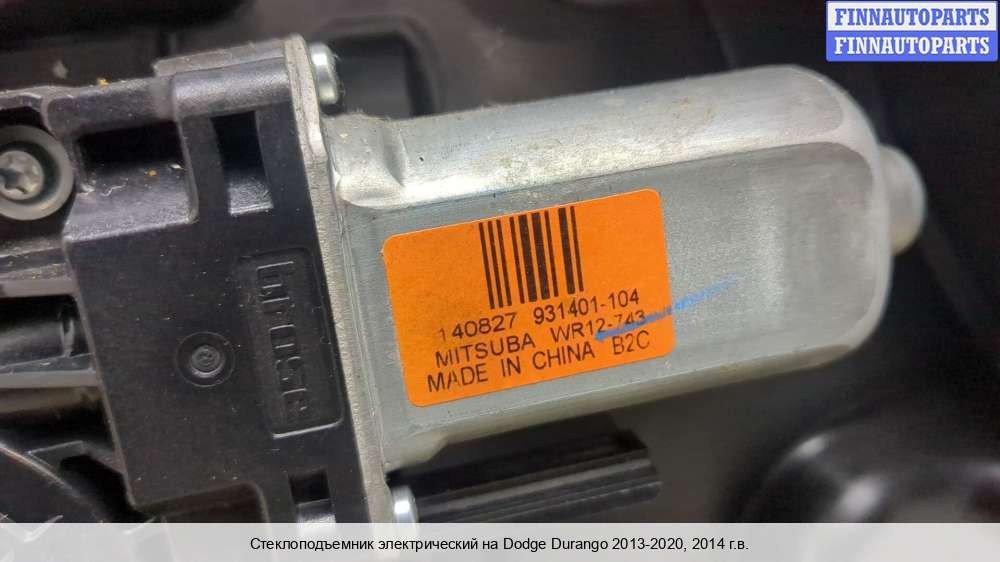 FINNAUTOPARTS
FINNAUTOPARTS
brose
140827 931401-104
MITSUBA WR12-743
MADE IN CHINA B2C
Стеклоподъемник электрический на Dodge Durango 2013-2020, 2014 г.в.